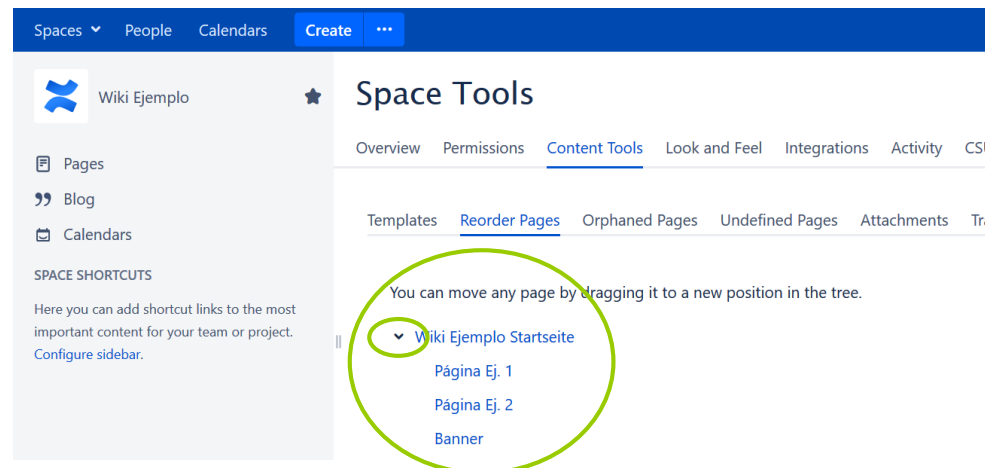 Spaces People Calendars Create
Wiki Ejemplo
Pages
Blog
Calendars
SPACE SHORTCUTS
Here you can add shortcut links to the most
important content for your team or project.
Configure sidebar.
Space Tools
Overview Permissions Content Tools Look and Feel Integrations Activity
Templates Reorder Pages Orphaned Pages Undefined Pages Attachments
You can move any page by dragging it to a new position in the tree.
Wiki Ejemplo Startseite
Página Ej. 1
Página Ej. 2
Banner